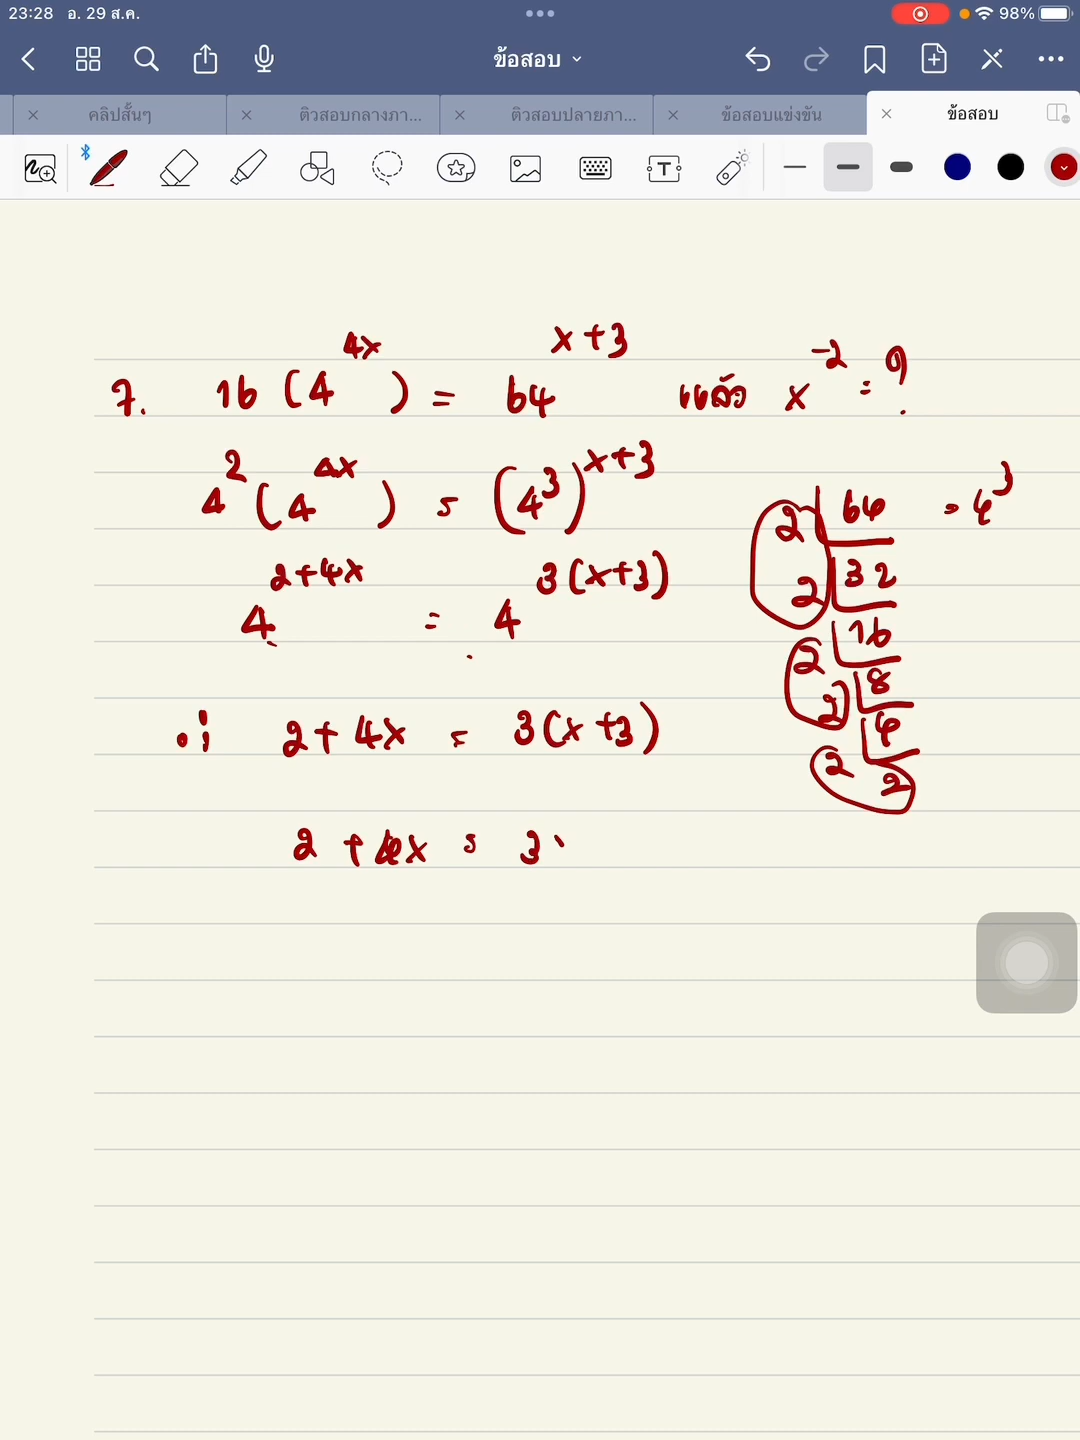 23:28 อ. 29 ส.ค. 98%
ข้อสอบ
คลิปสั้นๆ ติวสอบกลางภา... ติวสอบปลายภา... ข้อสอบแข่งขัน ข้อสอบ
7. 16 (4^4x) = 64^x+3 แล้ว x^-2 = ?
4^2 (4^4x) = (4^3)^x+3
4^2+4x = 4^3(x+3)
∴ 2+4x = 3(x+3)
2 + 4x = 3
2 64 = 4^3
2 32
2 16
2 8
2 4
2